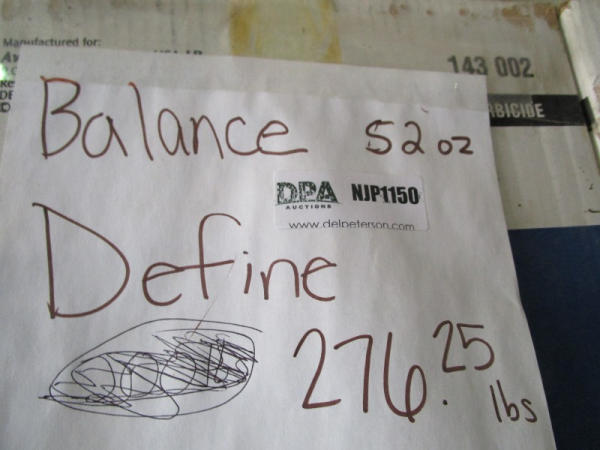 Manufactured for:
143 002
RBICIDE
Balance 52 oz
DPA NJP1150
AUCTIONS
www.delpeterson.com
Define
276.25 lbs